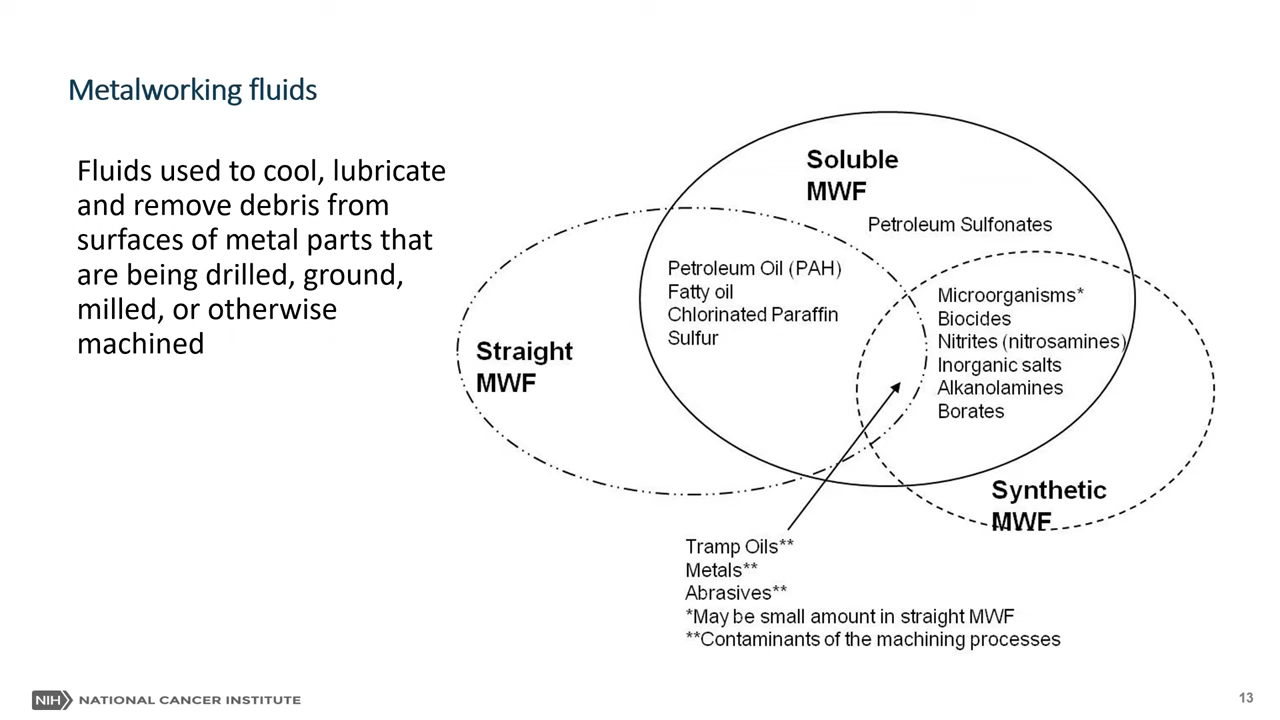 Metalworking fluids
Fluids used to cool, lubricate
and remove debris from
surfaces of metal parts that
are being drilled, ground,
milled, or otherwise
machined
Soluble
MWF
Petroleum Sulfonates
Petroleum Oil (PAH)
Fatty oil
Chlorinated Paraffin
Sulfur
Microorganisms*
Biocides
Nitrites (nitrosamines)
Inorganic salts
Alkanolamines
Borates
Straight
MWF
Synthetic
MWF
Tramp Oils**
Metals**
Abrasives**
*May be small amount in straight MWF
**Contaminants of the machining processes
NIH NATIONAL CANCER INSTITUTE
13